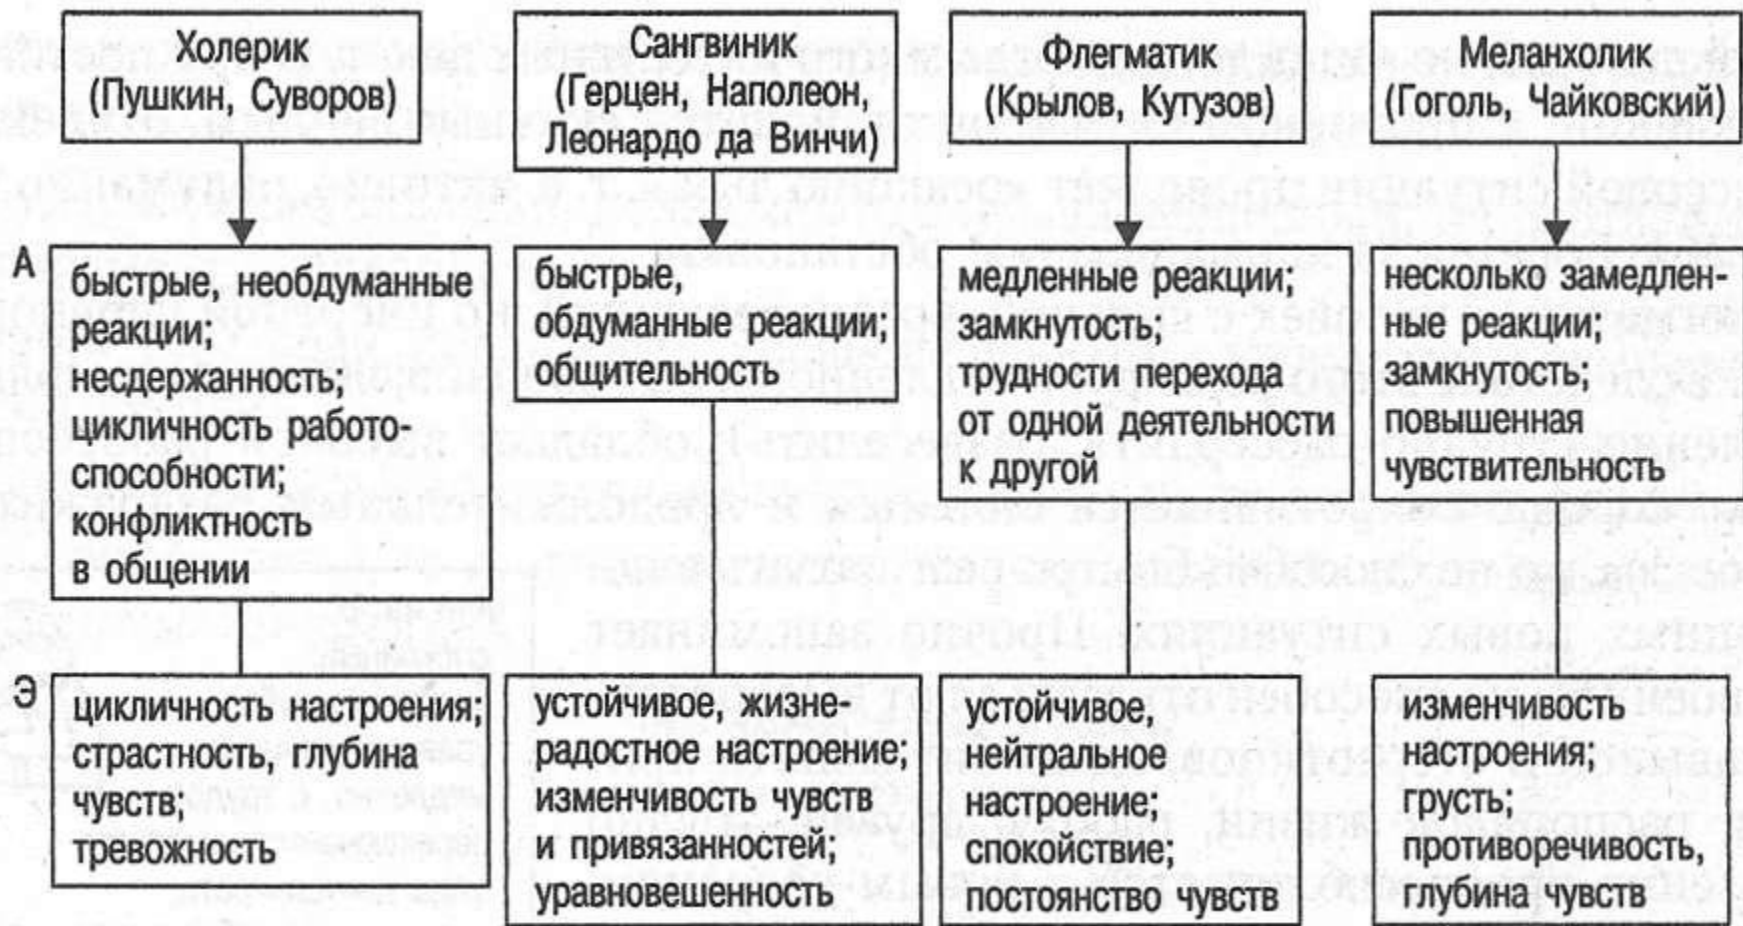 Холерик
(Пушкин, Суворов)
Сангвиник
(Герцен, Наполеон,
Леонардо да Винчи)
Флегматик
(Крылов, Кутузов)
Меланхолик
(Гоголь, Чайковский)
А
быстрые, необдуманные
реакции;
несдержанность;
цикличность работо-
способности;
конфликтность
в общении
быстрые,
обдуманные реакции;
общительность
медленные реакции;
замкнутость;
трудности перехода
от одной деятельности
к другой
несколько замедлен-
ные реакции;
замкнутость;
повышенная
чувствительность
Э
цикличность настроения;
страстность, глубина
чувств;
тревожность
устойчивое, жизне-
радостное настроение;
изменчивость чувств
и привязанностей;
уравновешенность
устойчивое,
нейтральное
настроение;
спокойствие;
постоянство чувств
изменчивость
настроения;
грусть;
противоречивость,
глубина чувств